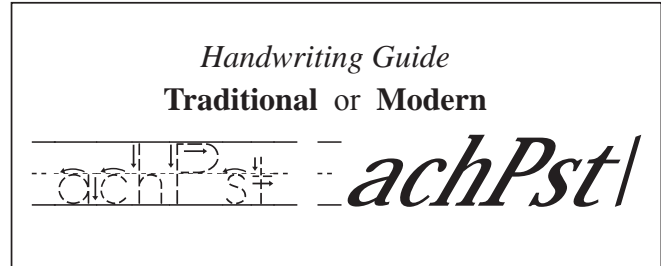 Handwriting Guide
Traditional or Modern
achPst achPst